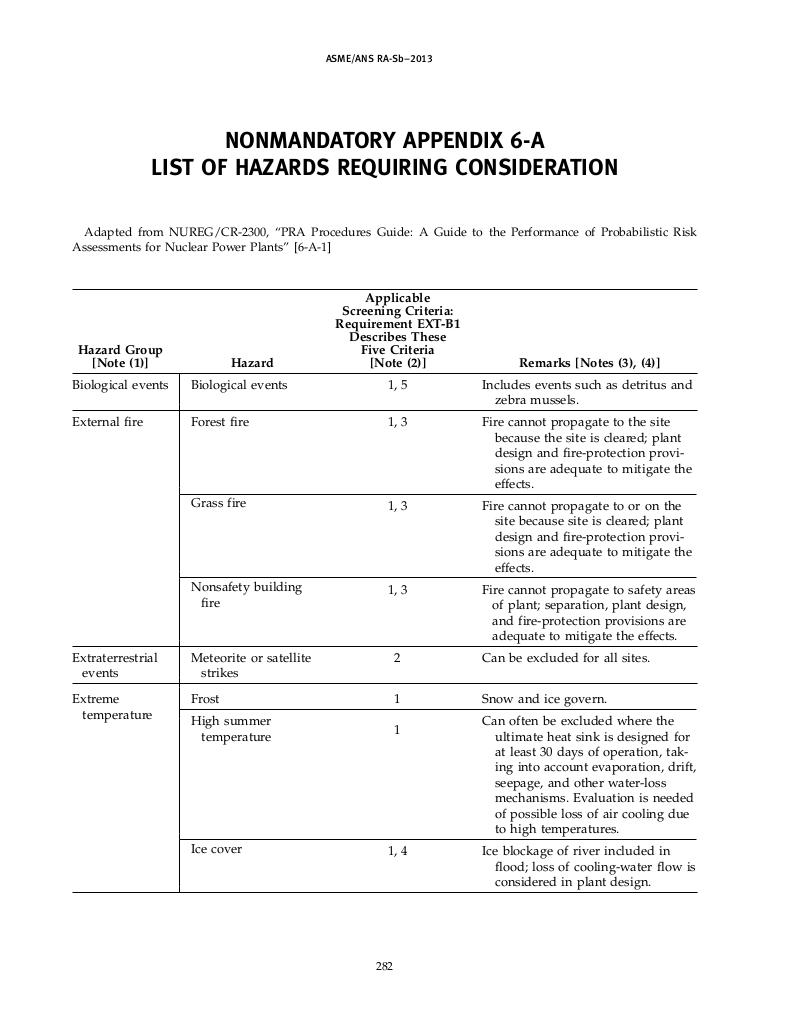 ASME/ANS RA-Sb–2013
NONMANDATORY APPENDIX 6-A
LIST OF HAZARDS REQUIRING CONSIDERATION
Adapted from NUREG/CR-2300, “PRA Procedures Guide: A Guide to the Performance of Probabilistic Risk
Assessments for Nuclear Power Plants” [6-A-1]
Hazard Group
[Note (1)]
Hazard
Applicable
Screening Criteria:
Requirement EXT-B1
Describes These
Five Criteria
[Note (2)]
Remarks [Notes (3), (4)]
Biological events
Biological events
1, 5
Includes events such as detritus and
zebra mussels.
External fire
Forest fire
1, 3
Fire cannot propagate to the site
because the site is cleared; plant
design and fire-protection provi-
sions are adequate to mitigate the
effects.
Grass fire
1, 3
Fire cannot propagate to or on the
site because site is cleared; plant
design and fire-protection provi-
sions are adequate to mitigate the
effects.
Nonsafety building
fire
1, 3
Fire cannot propagate to safety areas
of plant; separation, plant design,
and fire-protection provisions are
adequate to mitigate the effects.
Extraterrestrial
events
Meteorite or satellite
strikes
2
Can be excluded for all sites.
Extreme
temperature
Frost
1
Snow and ice govern.
High summer
temperature
1
Can often be excluded where the
ultimate heat sink is designed for
at least 30 days of operation, tak-
ing into account evaporation, drift,
seepage, and other water-loss
mechanisms. Evaluation is needed
of possible loss of air cooling due
to high temperatures.
Ice cover
1, 4
Ice blockage of river included in
flood; loss of cooling-water flow is
considered in plant design.
282